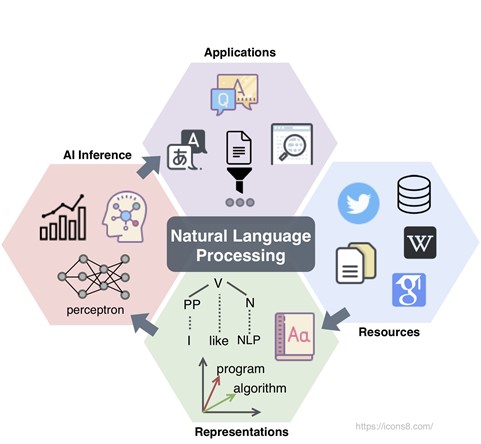 Applications
Q A
A
あ
AI Inference
Natural Language
Processing
W
g
perceptron
V
PP N
I like NLP
Aa
program
algorithm
Resources
Representations
https://icons8.com/